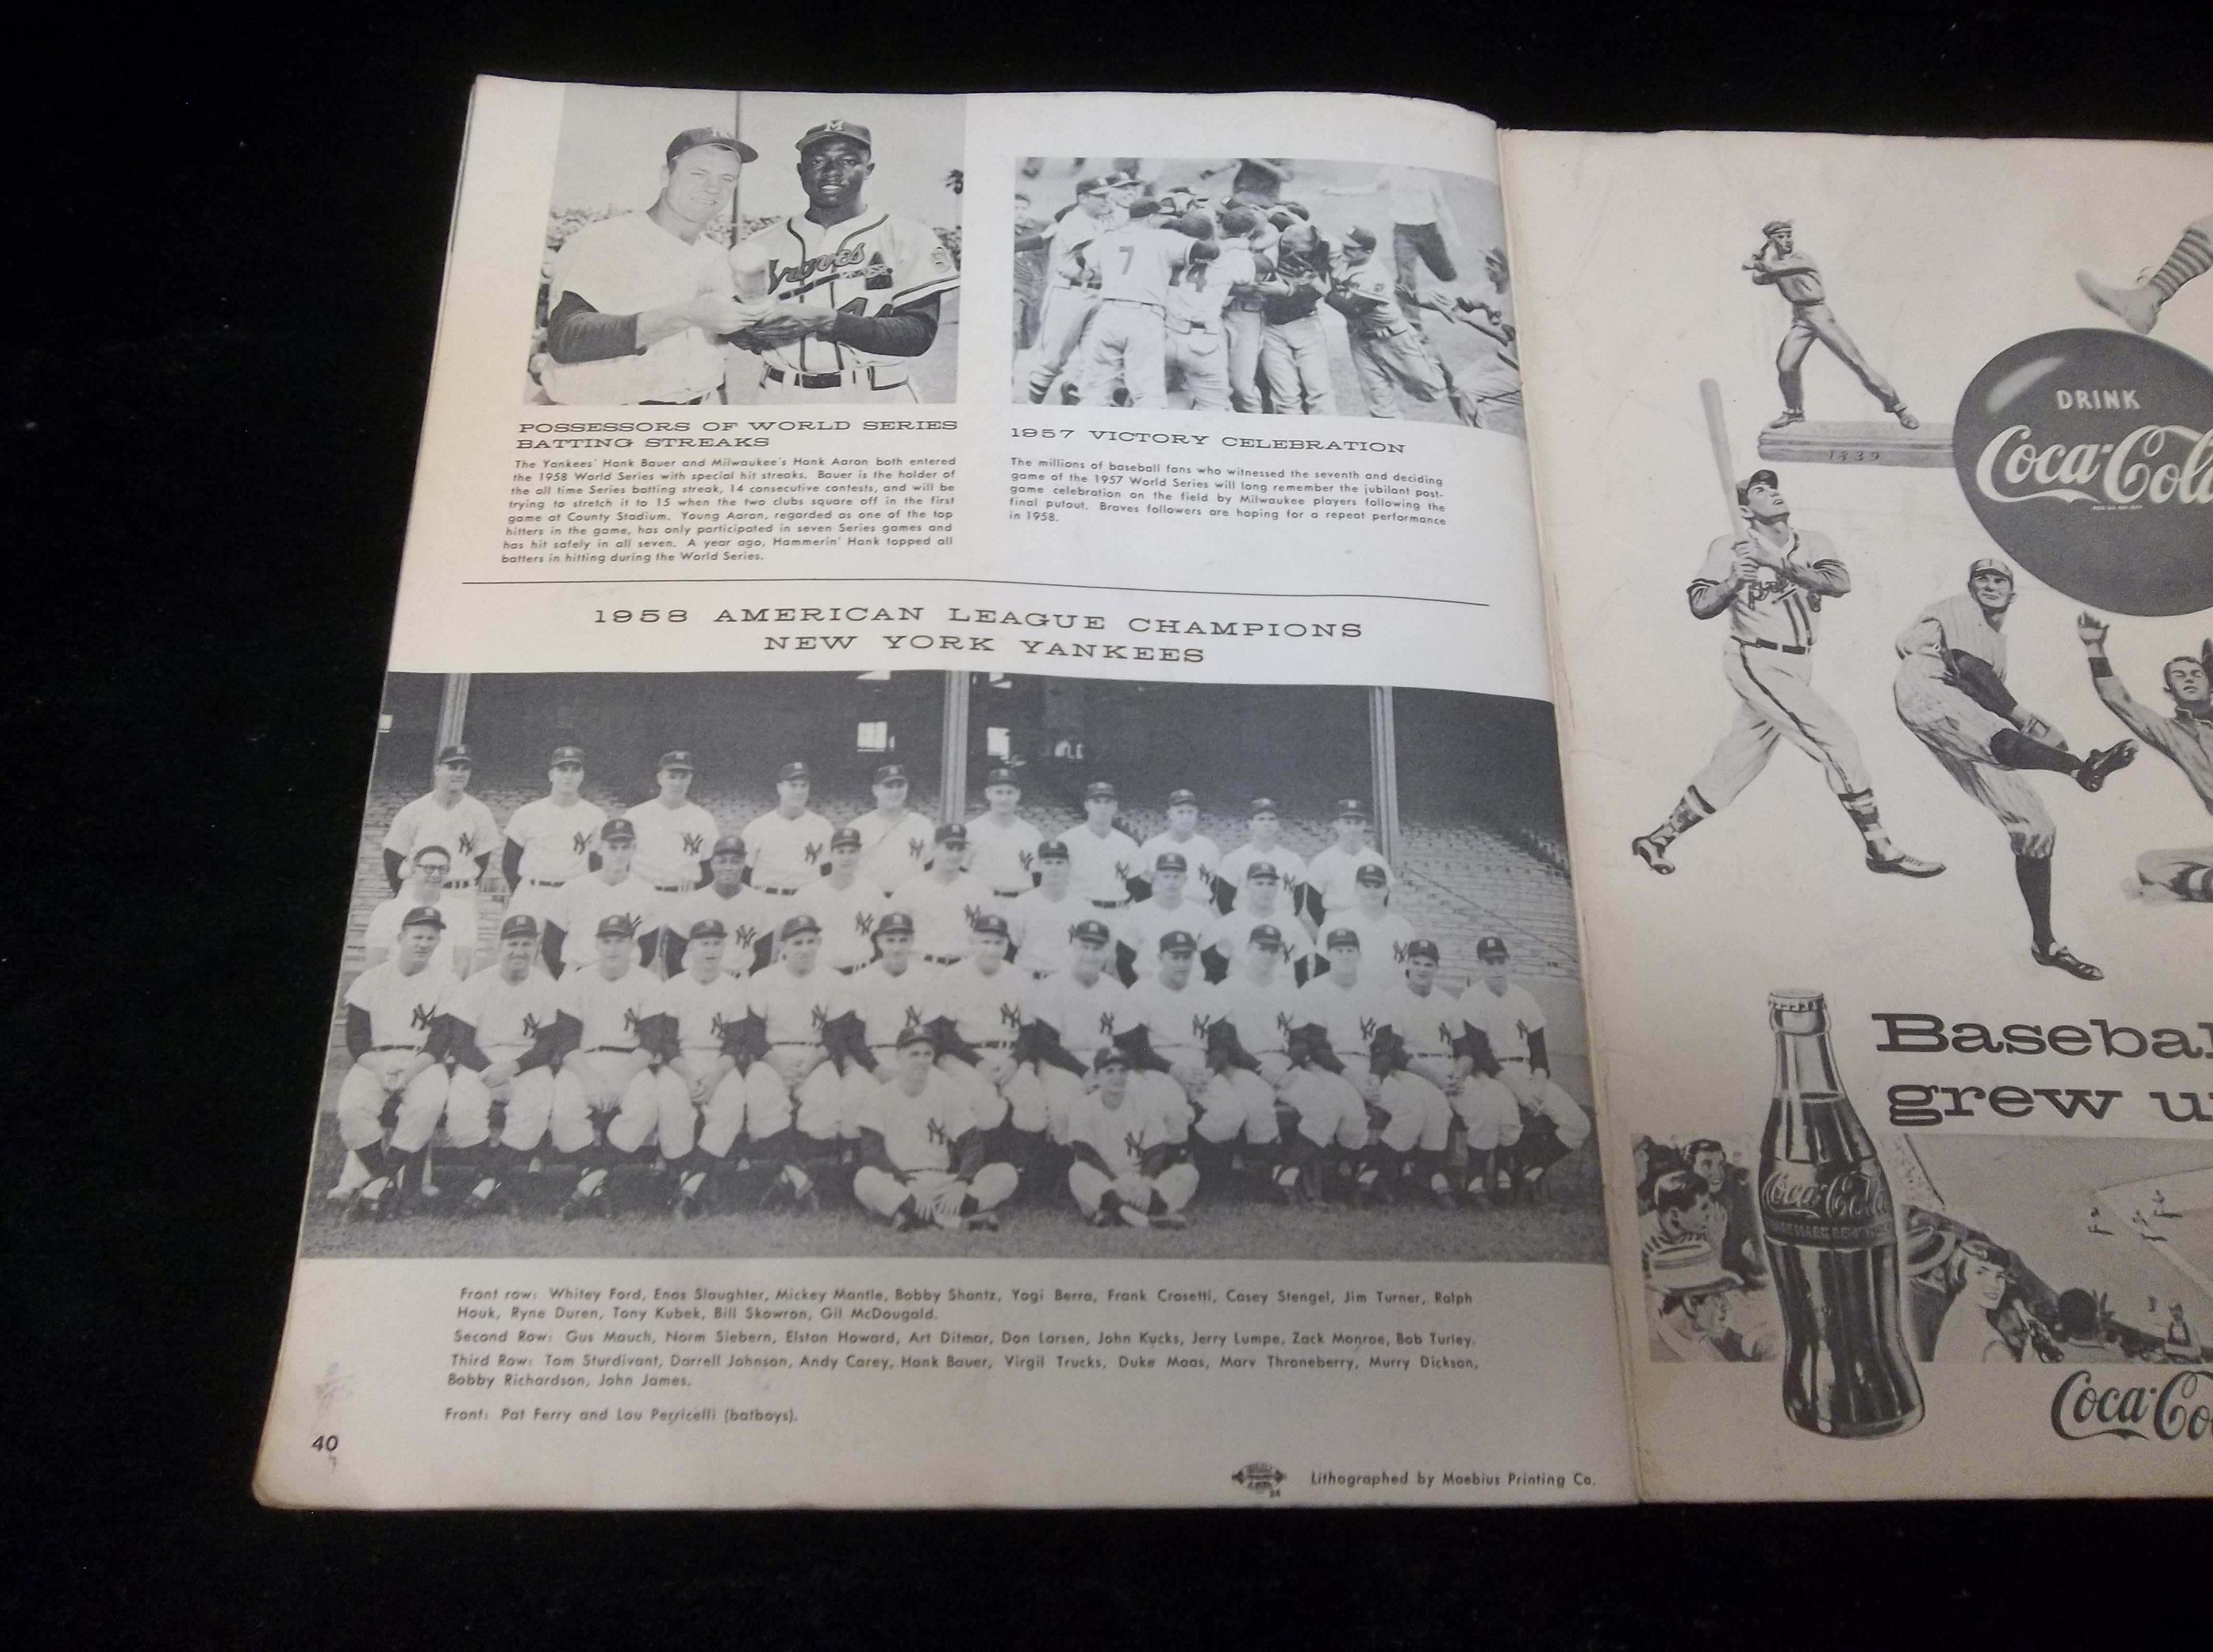 POSSESSORS OF WORLD SERIES
BATTING STREAKS
The Yankees' Hank Bauer and Milwaukee's Hank Aaron both entered
the 1958 World Series with special hit streaks. Bauer is the holder of
the all time Series batting streak, 14 consecutive contests, and will be
trying to stretch it to 15 when the two clubs square off in the first
game at County Stadium. Young Aaron, regarded as one of the top
hitters in the game, has only participated in seven Series games and
has hit safely in all seven. A year ago, Hammerin' Hank topped all
batters in hitting during the World Series.
1957 VICTORY CELEBRATION
The millions of baseball fans who witnessed the seventh and deciding
game of the 1957 World Series will long remember the jubilant post-
game celebration on the field by Milwaukee players following the
final putout. Braves followers are hoping for a repeat performance
in 1958.
M
Braves
7
14
1958 AMERICAN LEAGUE CHAMPIONS
NEW YORK YANKEES
Front row: Whitey Ford, Enos Slaughter, Mickey Mantle, Bobby Shantz, Yogi Berra, Frank Crosetti, Casey Stengel, Jim Turner, Ralph
Houk, Ryne Duren, Tony Kubek, Bill Skowron, Gil McDougald.
Second Row: Gus Mauch, Norm Siebern, Elston Howard, Art Ditmar, Don Larsen, John Kucks, Jerry Lumpe, Zack Monroe, Bob Turley.
Third Row: Tom Sturdivant, Darrell Johnson, Andy Carey, Hank Bauer, Virgil Trucks, Duke Maas, Marv Throneberry, Murry Dickson,
Bobby Richardson, John James.
Front: Pat Ferry and Lou Perricelli (batboys).
40
Lithographed by Moebius Printing Co.
1839
DRINK
Coca-Cola
Basebal
grew u
Coca-Cola
Coca-Co